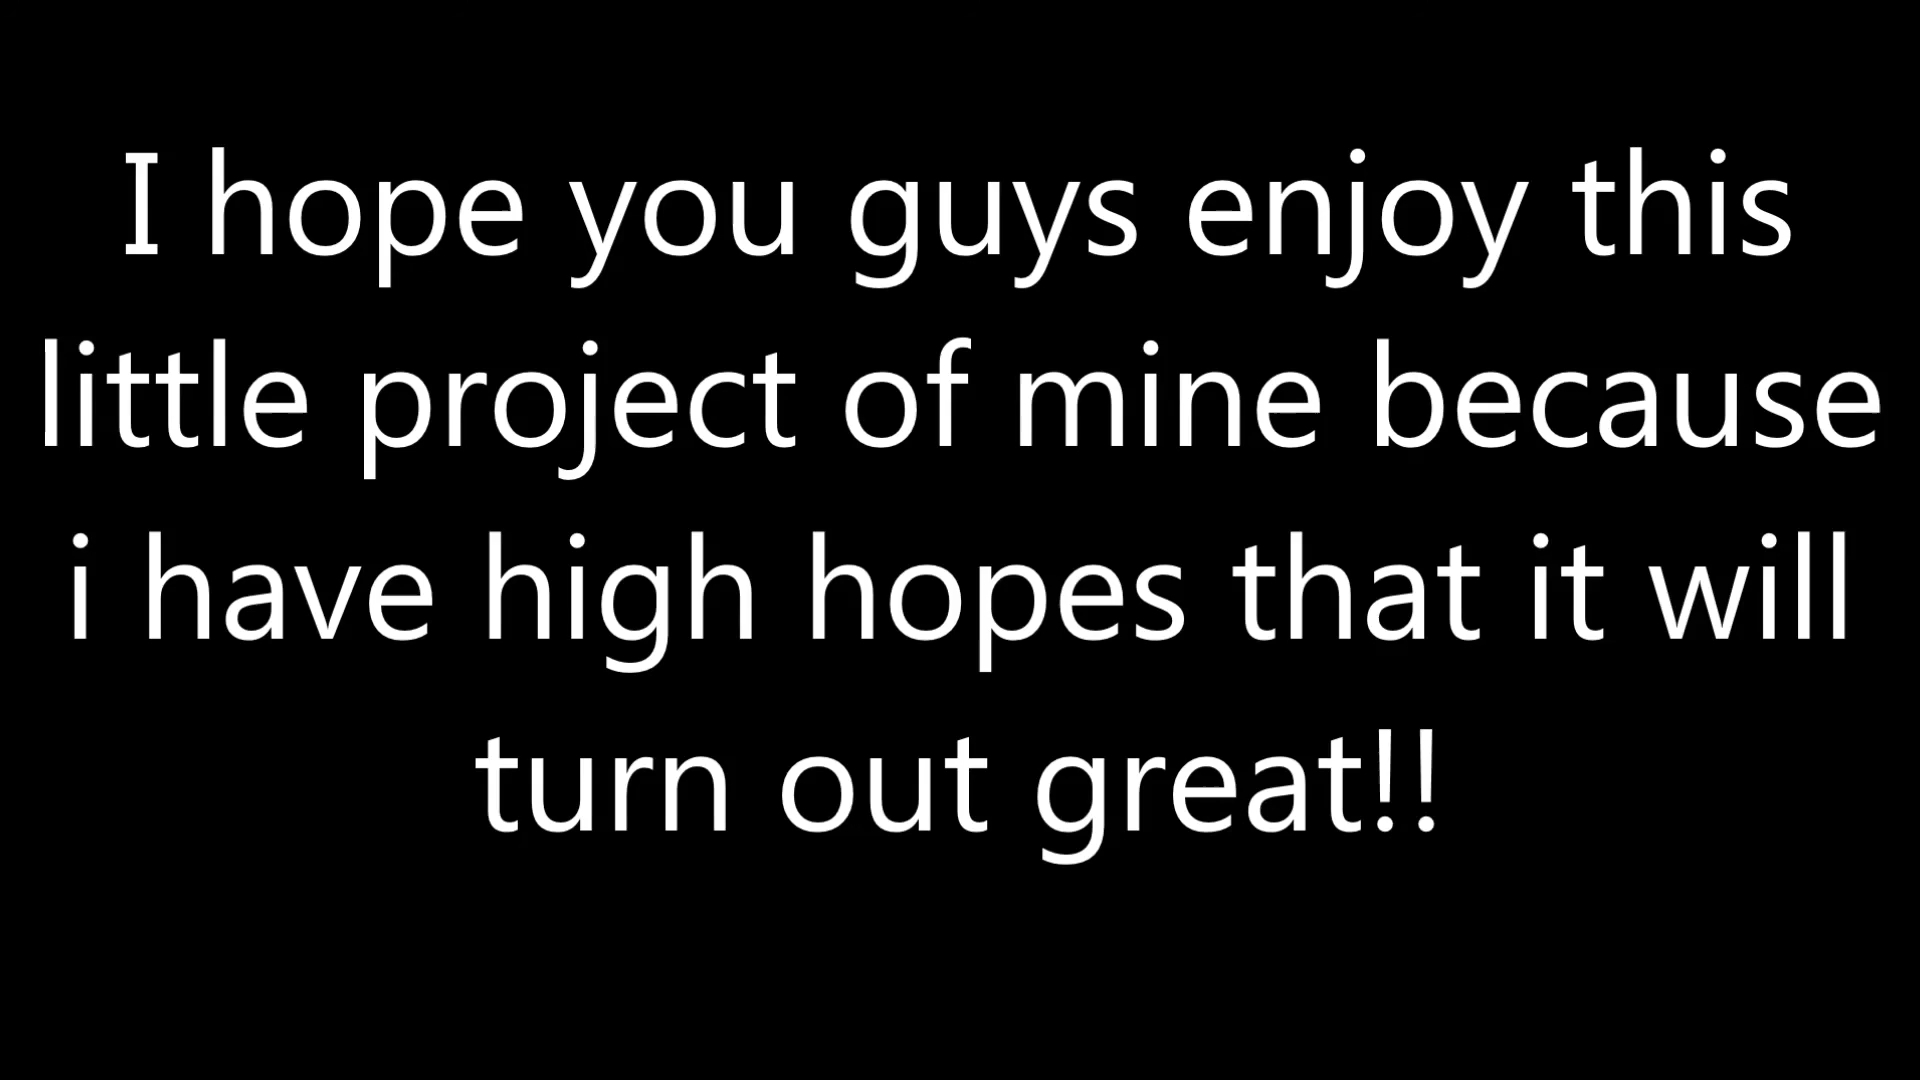 I hope you guys enjoy this
little project of mine because
i have high hopes that it will
turn out great!!